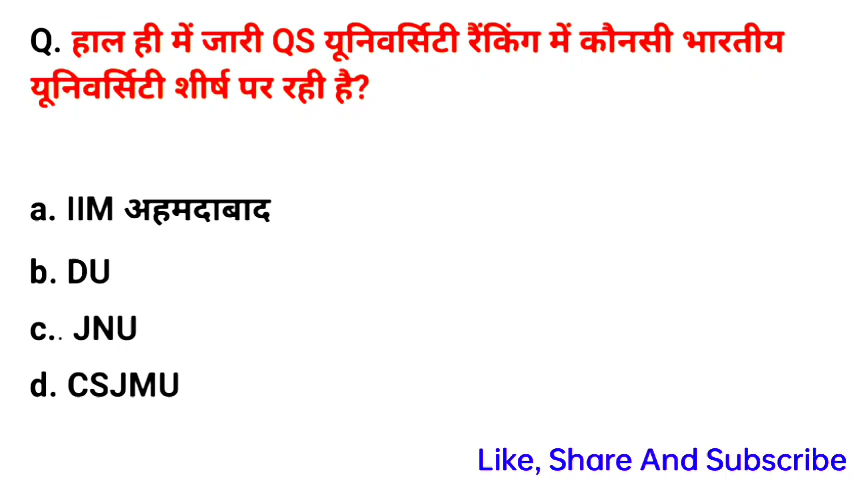 Q. हाल ही में जारी QS यूनिवर्सिटी रैंकिंग में कौनसी भारतीय
यूनिवर्सिटी शीर्ष पर रही है?
a. IIM अहमदाबाद
b. DU
c.. JNU
d. CSJMU
Like, Share And Subscribe